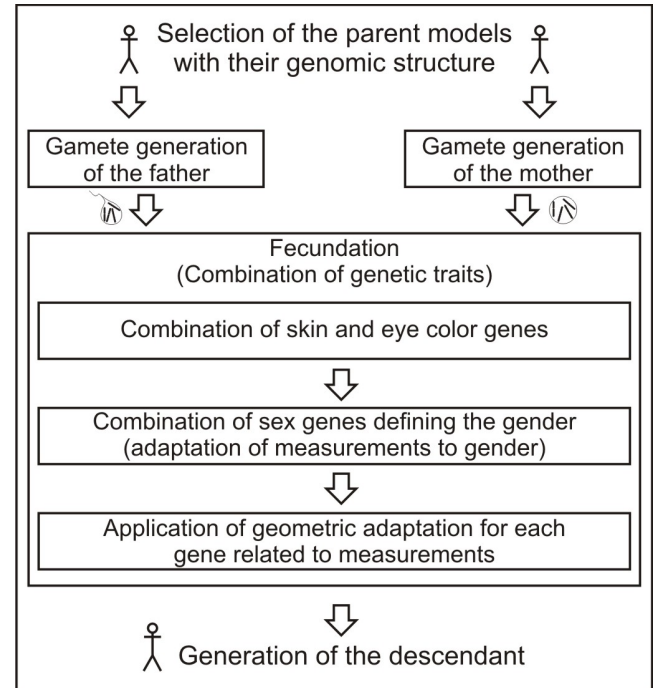 Selection of the parent models
with their genomic structure
Gamete generation
of the father
Gamete generation
of the mother
Fecundation
(Combination of genetic traits)
Combination of skin and eye color genes
Combination of sex genes defining the gender
(adaptation of measurements to gender)
Application of geometric adaptation for each
gene related to measurements
Generation of the descendant